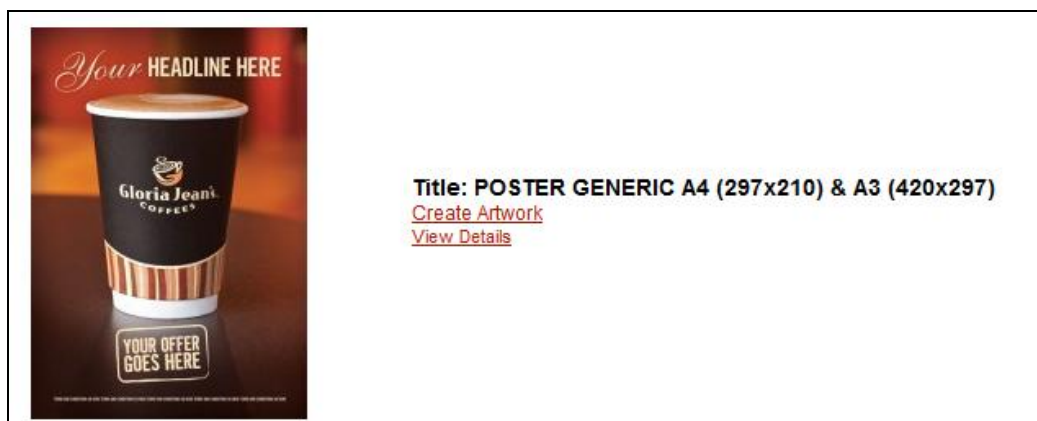 Your HEADLINE HERE
Gloria Jean's
COFFEES
YOUR OFFER
GOES HERE
Title: POSTER GENERIC A4 (297x210) & A3 (420x297)
Create Artwork
View Details